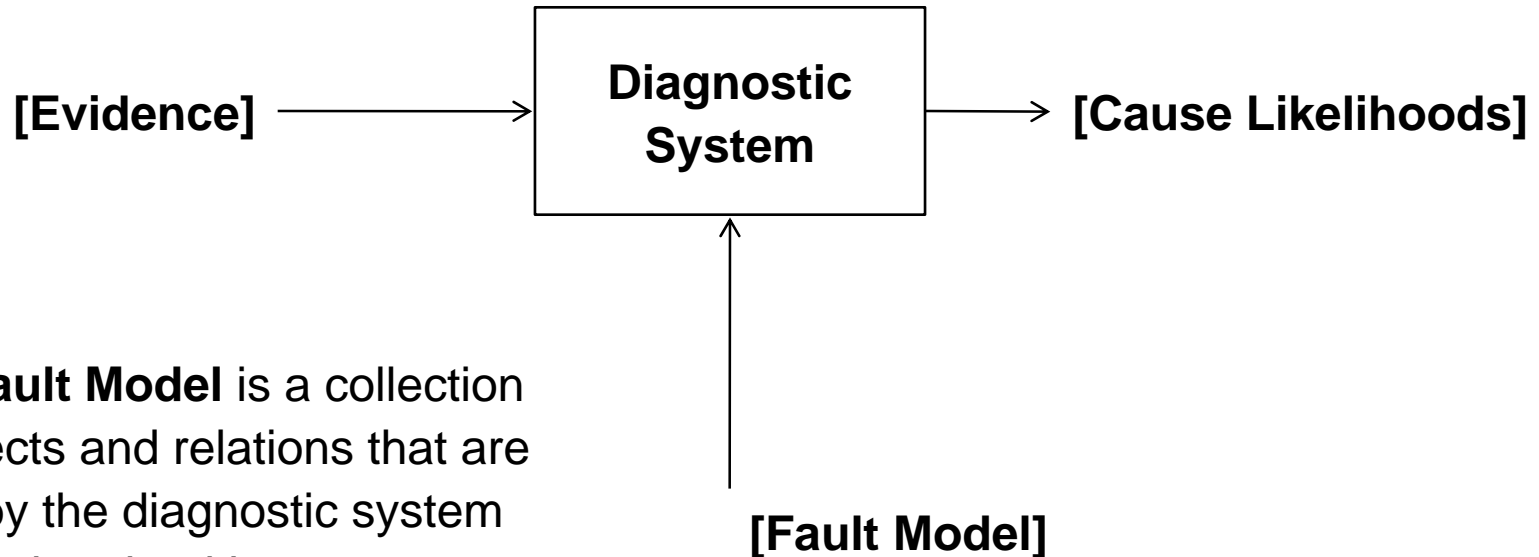 [Evidence]
Diagnostic
System
[Cause Likelihoods]
ault Model is a collection
ects and relations that are
by the diagnostic system
[Fault Model]